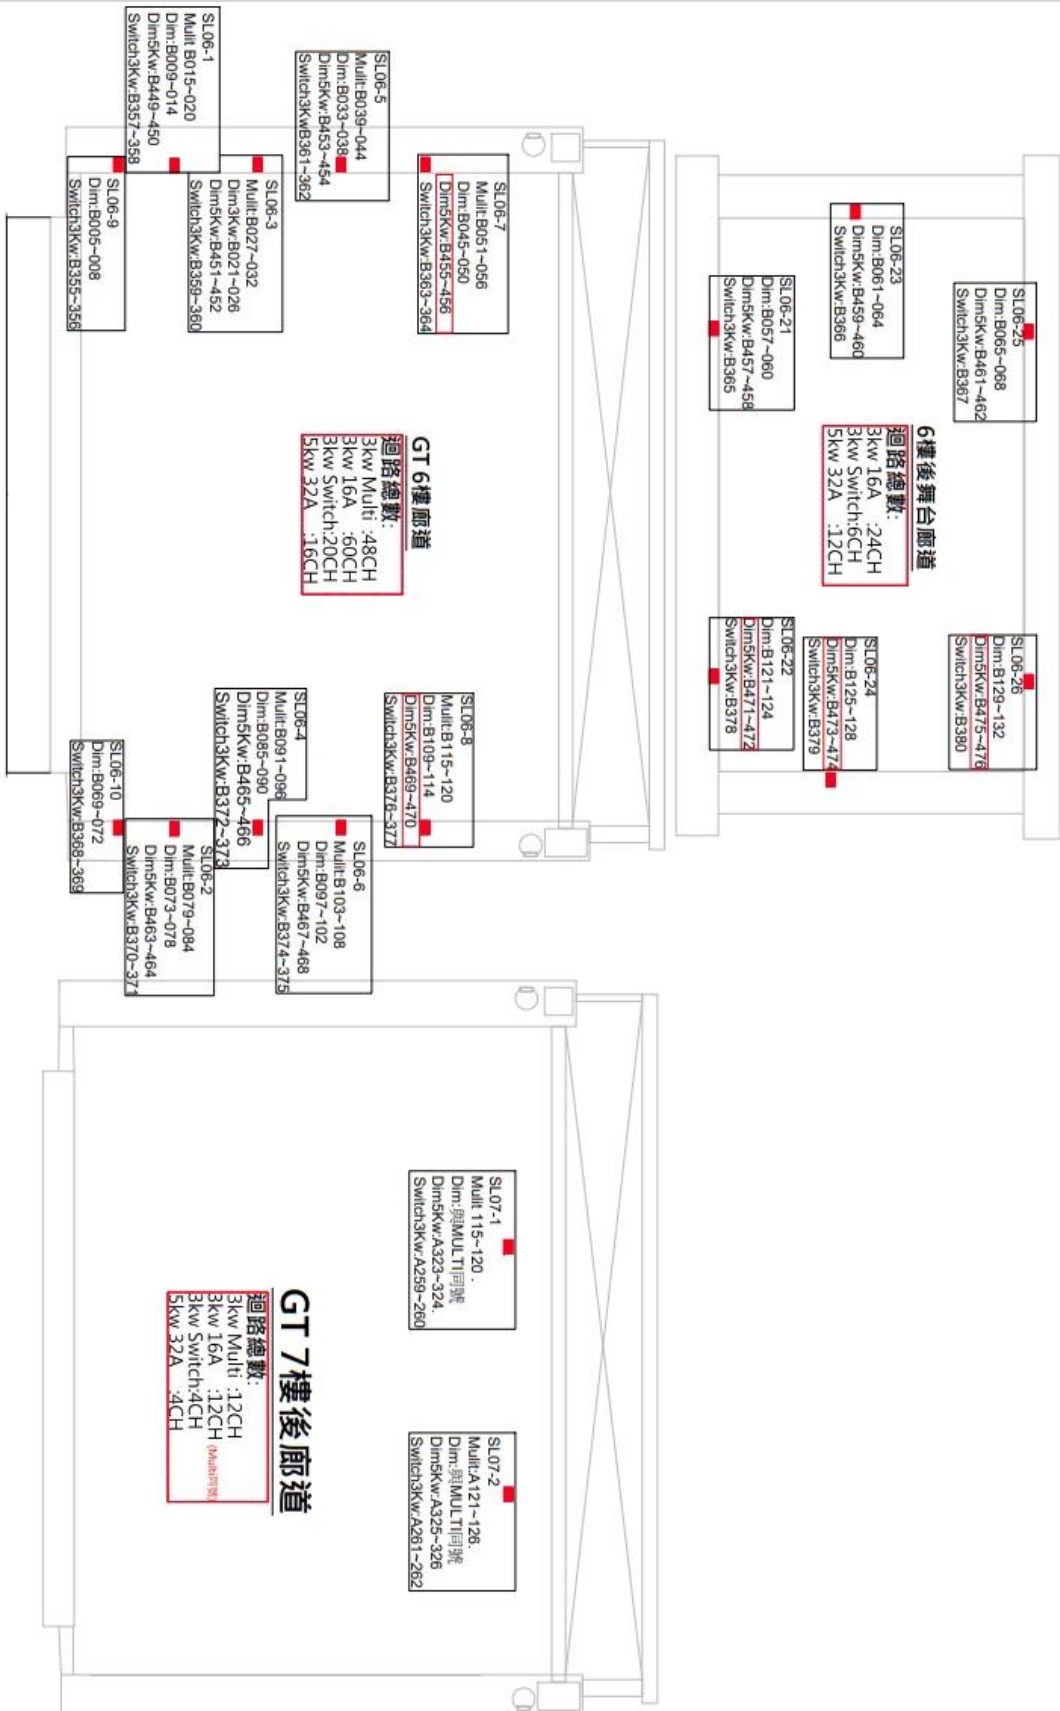 SL06-25
Dim:B065~068
Dim5Kw:B461~462
Switch3Kw:B367
SL06-26
Dim:B129~132
Dim5Kw:B475~476
Switch3Kw:B380
SL06-23
Dim:B061~064
Dim5Kw:B459~460
Switch3Kw:B366
6樓後舞台廊道
迴路總數:
3kw 16A :24CH
3kw Switch:6CH
5kw 32A :12CH
SL06-24
Dim:B125~128
Dim5Kw:B473~474
Switch3Kw:B379
SL06-21
Dim:B057~060
Dim5Kw:B457~458
Switch3Kw:B365
SL06-22
Dim:B121~124
Dim5Kw:B471~472
Switch3Kw:B378
SL06-7
Mulit:B051~056
Dim:B045~050
Dim5Kw:B455~456
Switch3Kw:B363~364
SL06-8
Mulit:B115~120
Dim:B109~114
Dim5Kw:B469~470
Switch3Kw:B376~377
SL06-5
Mulit:B039~044
Dim:B033~038
Dim5Kw:B453~454
Switch3KwB361~362
GT 6樓廊道
迴路總數:
3kw Multi :48CH
3kw 16A :60CH
3kw Switch:20CH
5kw 32A :16CH
SL06-6
Mulit:B103~108
Dim:B097~102
Dim5Kw:B467~468
Switch3Kw:B374~375
SL06-3
Mulit:B027~032
Dim3Kw:B021~026
Dim5Kw:B451~452
Switch3Kw:B359~360
SL06-4
Mulit:B091~096
Dim:B085~090
Dim5Kw:B465~466
Switch3Kw:B372~373
SL06-1
Mulit B015~020
Dim:B009~014
Dim5Kw:B449~450
Switch3Kw:B357~358
SL06-2
Mulit:B079~084
Dim:B073~078
Dim5Kw:B463~464
Switch3Kw:B370~371
SL06-9
Dim:B005~008
Switch3Kw:B355~356
SL06-10
Dim:B069~072
Switch3Kw:B368~369
SL07-1
Mulit 115~120 .
Dim:與MULTI同號
Dim5Kw:A323~324.
Switch3Kw:A259~260
SL07-2
Mulit:A121~126.
Dim:與MULTI同號
Dim5Kw:A325~326
Switch3Kw:A261~262
GT 7樓後廊道
迴路總數:
3kw Multi :12CH
3kw 16A :12CH (Multi同號)
3kw Switch:4CH
5kw 32A :4CH